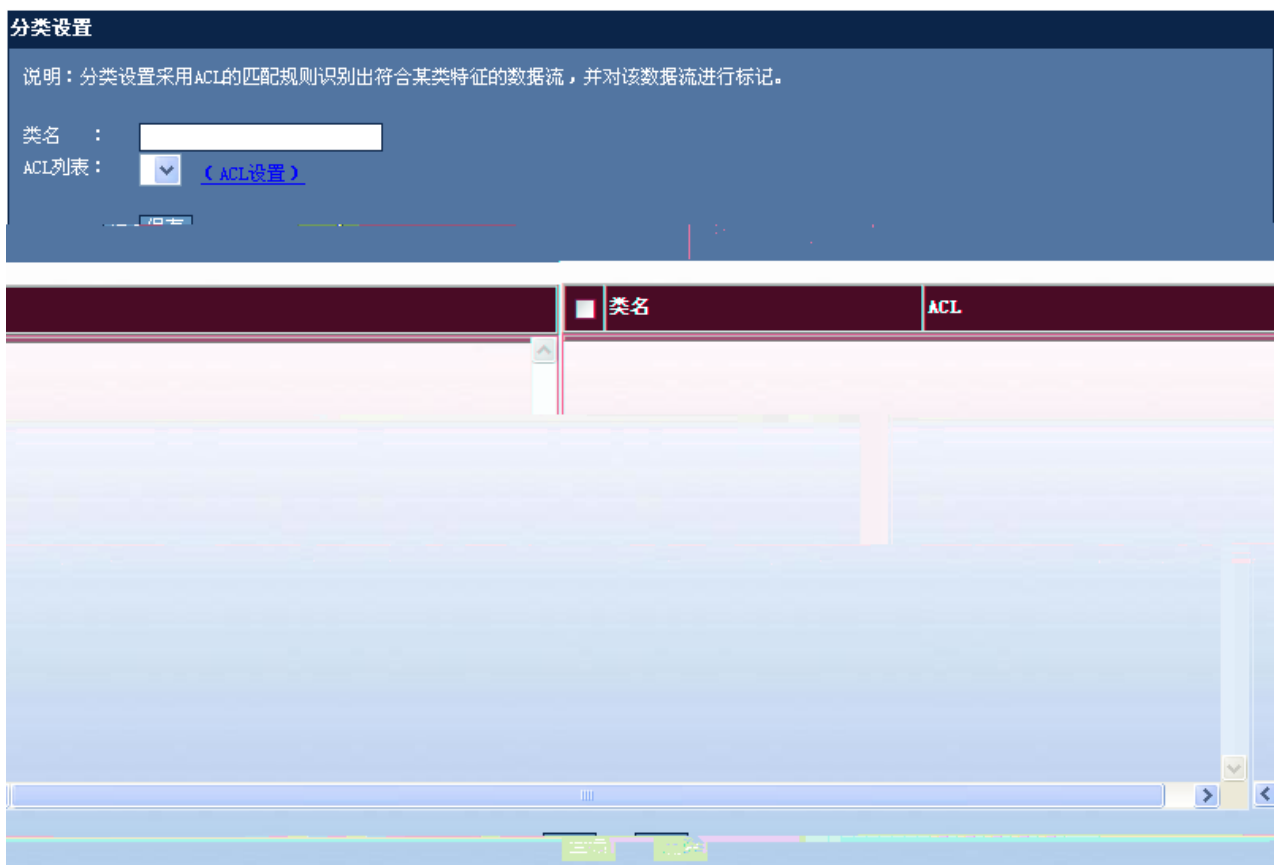 分类设置
说明：分类设置采用ACL的匹配规则识别出符合某类特征的数据流，并对该数据流进行标记。
类名 ：
ACL列表： （ACL设置）
类名 ACL